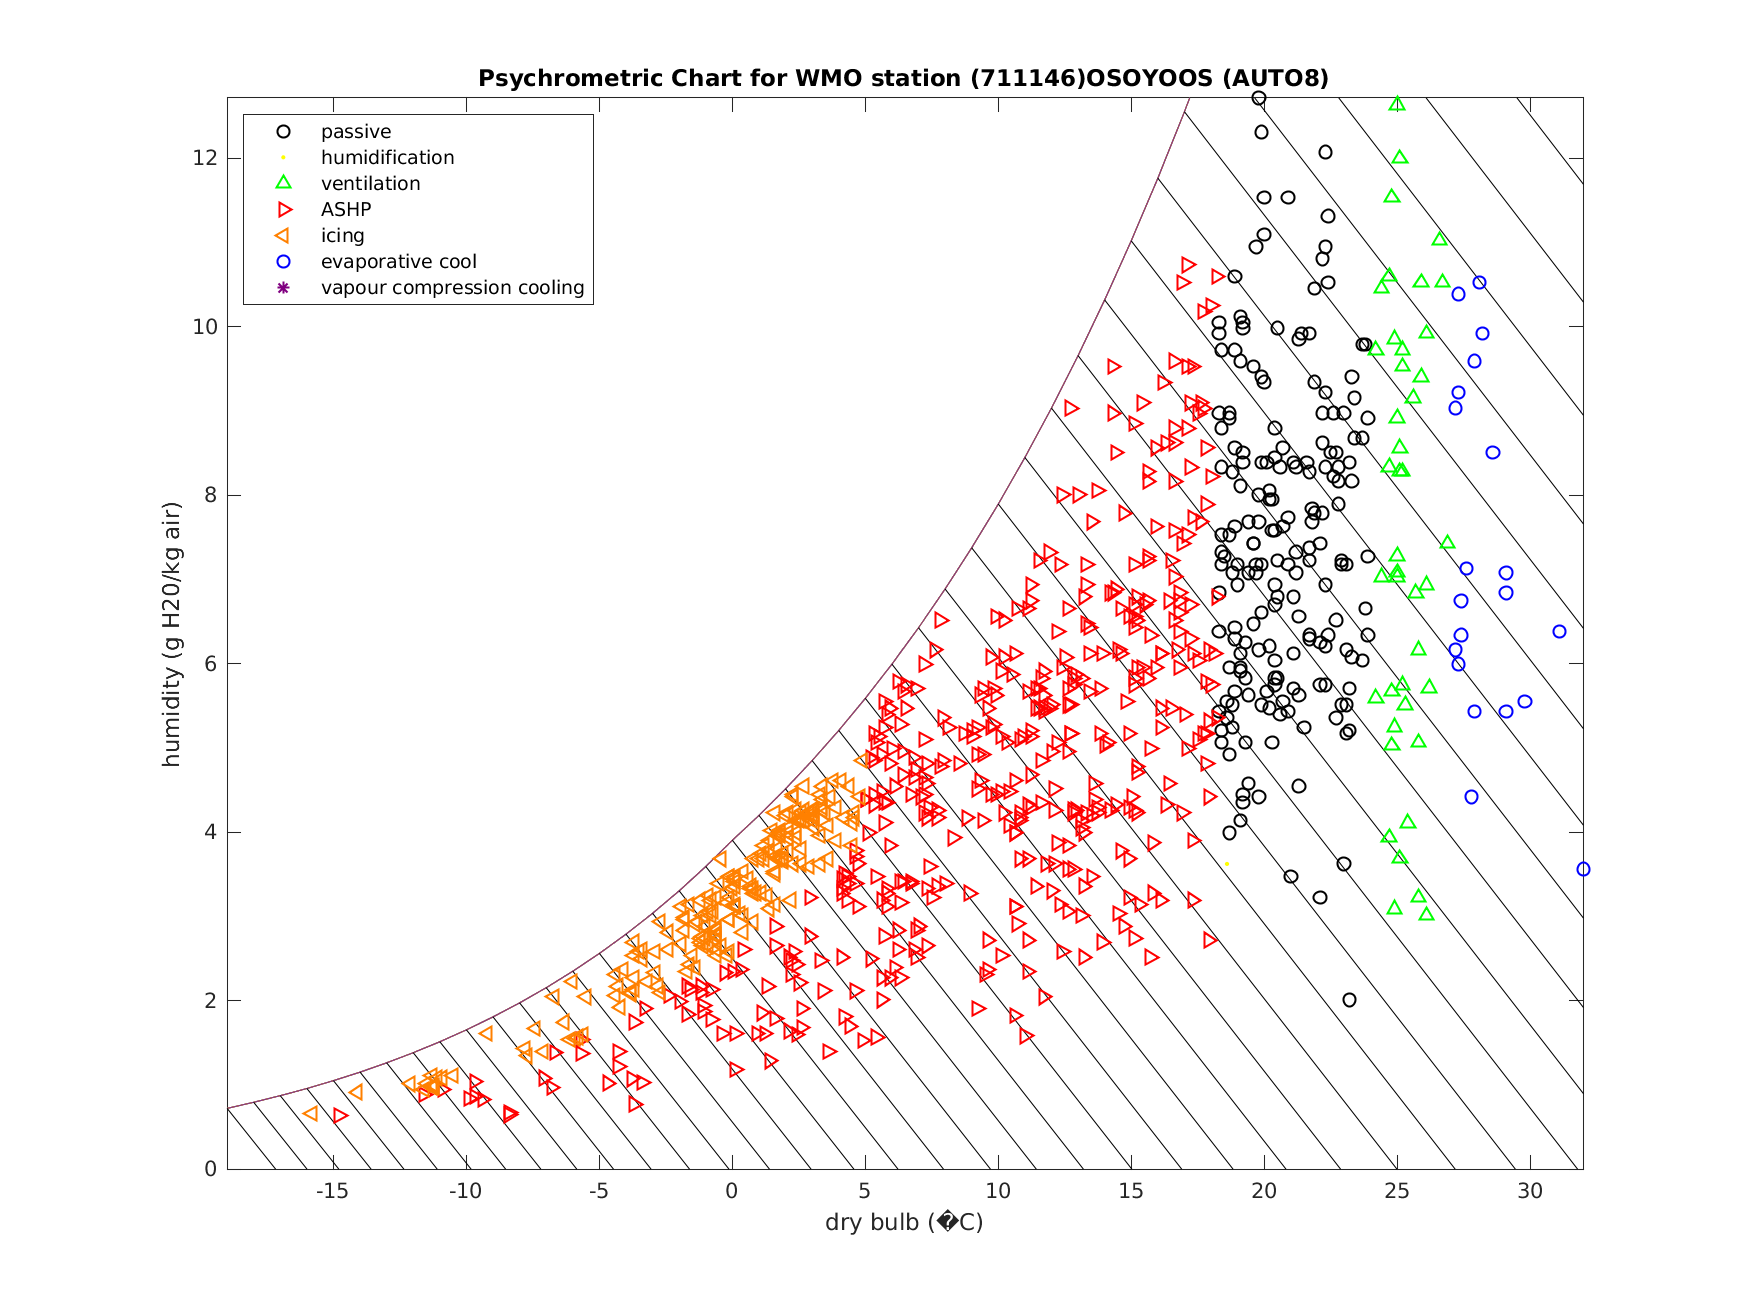 Psychrometric Chart for WMO station (711146)OSOYOOS (AUTO8)
passive
humidification
ventilation
ASHP
icing
evaporative cool
vapour compression cooling
humidity (g H20/kg air)
12
10
8
6
4
2
0
-15 -10 -5 0 5 10 15 20 25 30
dry bulb (�C)